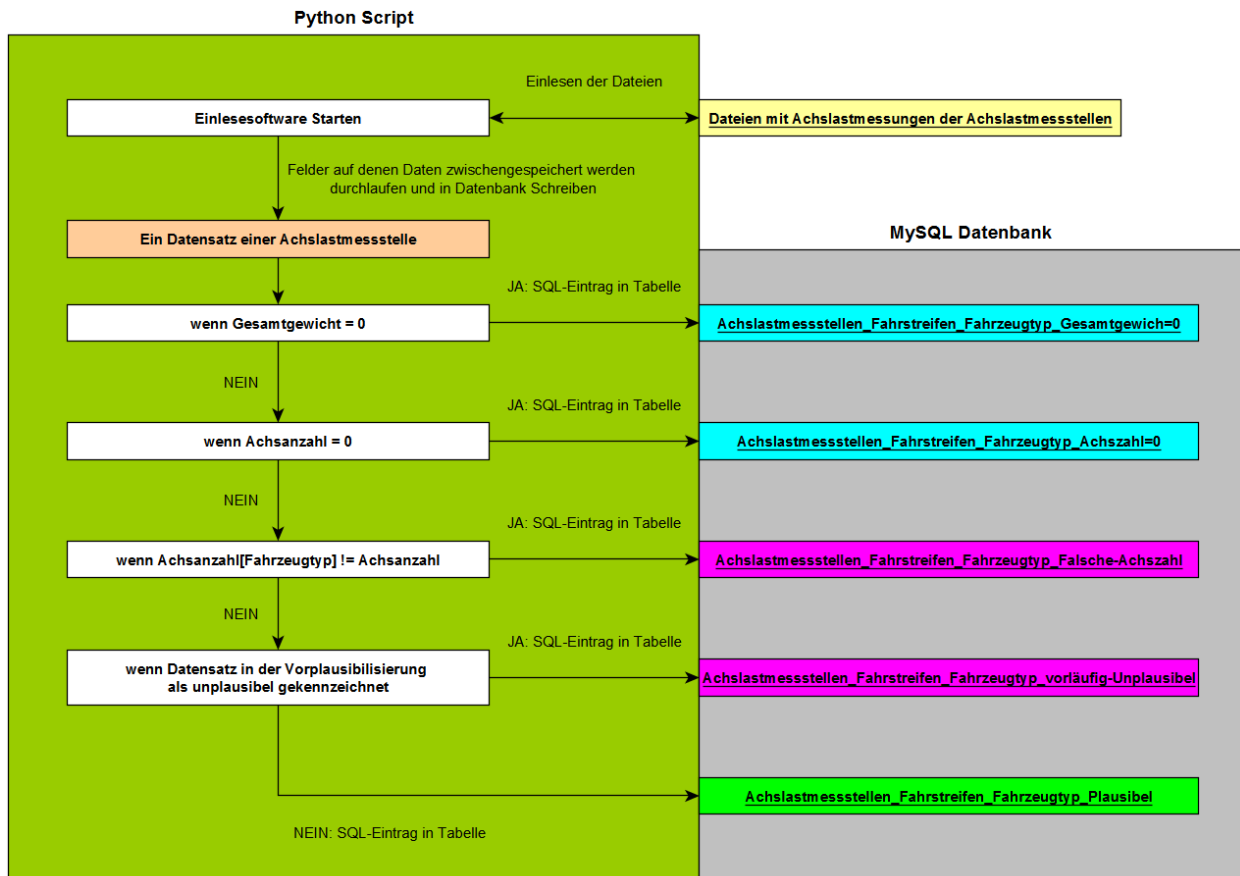 Python Script
Einlesen der Dateien
Einlesesoftware Starten
Dateien mit Achslastmessungen der Achslastmessstellen
Felder auf denen Daten zwischengespeichert werden
durchlaufen und in Datenbank Schreiben
Ein Datensatz einer Achslastmessstelle
MySQL Datenbank
JA: SQL-Eintrag in Tabelle
wenn Gesamtgewicht = 0
Achslastmessstellen_Fahrstreifen_Fahrzeugtyp_Gesamtgewich=0
NEIN
JA: SQL-Eintrag in Tabelle
wenn Achsanzahl = 0
Achslastmessstellen_Fahrstreifen_Fahrzeugtyp_Achszahl=0
NEIN
JA: SQL-Eintrag in Tabelle
wenn Achsanzahl[Fahrzeugtyp] != Achsanzahl
Achslastmessstellen_Fahrstreifen_Fahrzeugtyp_Falsche-Achszahl
NEIN
JA: SQL-Eintrag in Tabelle
wenn Datensatz in der Vorplausibilisierung
als unplausibel gekennzeichnet
Achslastmessstellen_Fahrstreifen_Fahrzeugtyp_vorläufig-Unplausibel
Achslastmessstellen_Fahrstreifen_Fahrzeugtyp_Plausibel
NEIN: SQL-Eintrag in Tabelle